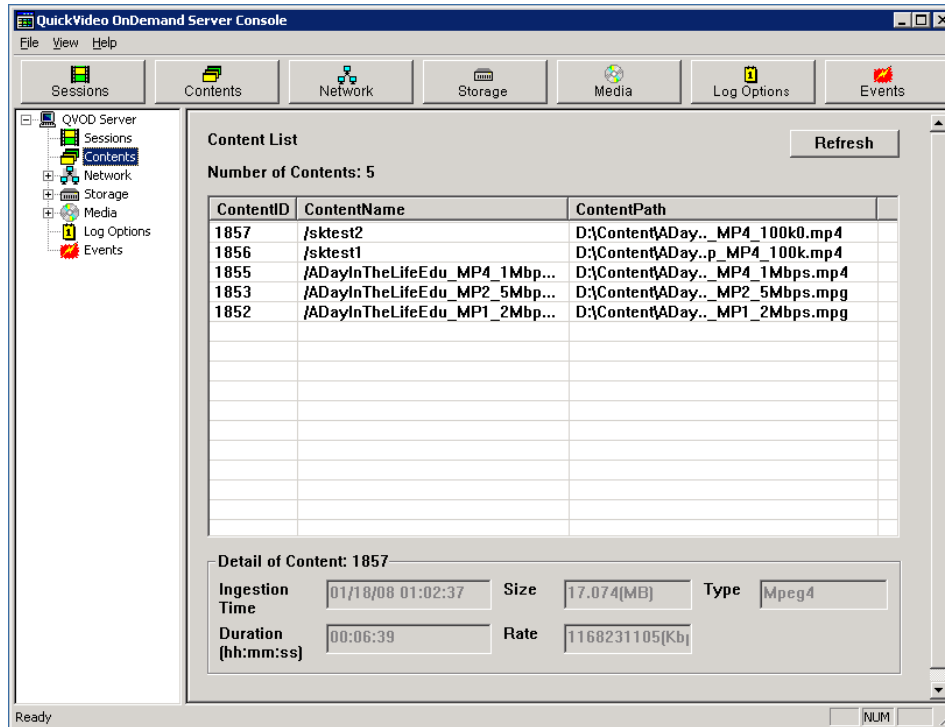 QuickVideo OnDemand Server Console
File View Help
Sessions Contents Network Storage Media Log Options Events
QVOD Server
Sessions
Contents
Network
Storage
Media
Log Options
Events
Content List
Refresh
Number of Contents: 5
ContentID ContentName ContentPath
1857 /sktest2 D:\Content\ADay.._MP4_100k0.mp4
1856 /sktest1 D:\Content\ADay..p_MP4_100k.mp4
1855 /ADayInTheLifeEdu_MP4_1Mbp... D:\Content\ADay.._MP4_1Mbps.mp4
1853 /ADayInTheLifeEdu_MP2_5Mbp... D:\Content\ADay.._MP2_5Mbps.mpg
1852 /ADayInTheLifeEdu_MP1_2Mbp... D:\Content\ADay.._MP1_2Mbps.mpg
Detail of Content: 1857
Ingestion Time 01/18/08 01:02:37 Size 17.074(MB) Type Mpeg4
Duration (hh:mm:ss) 00:06:39 Rate 1168231105(Kb
Ready NUM